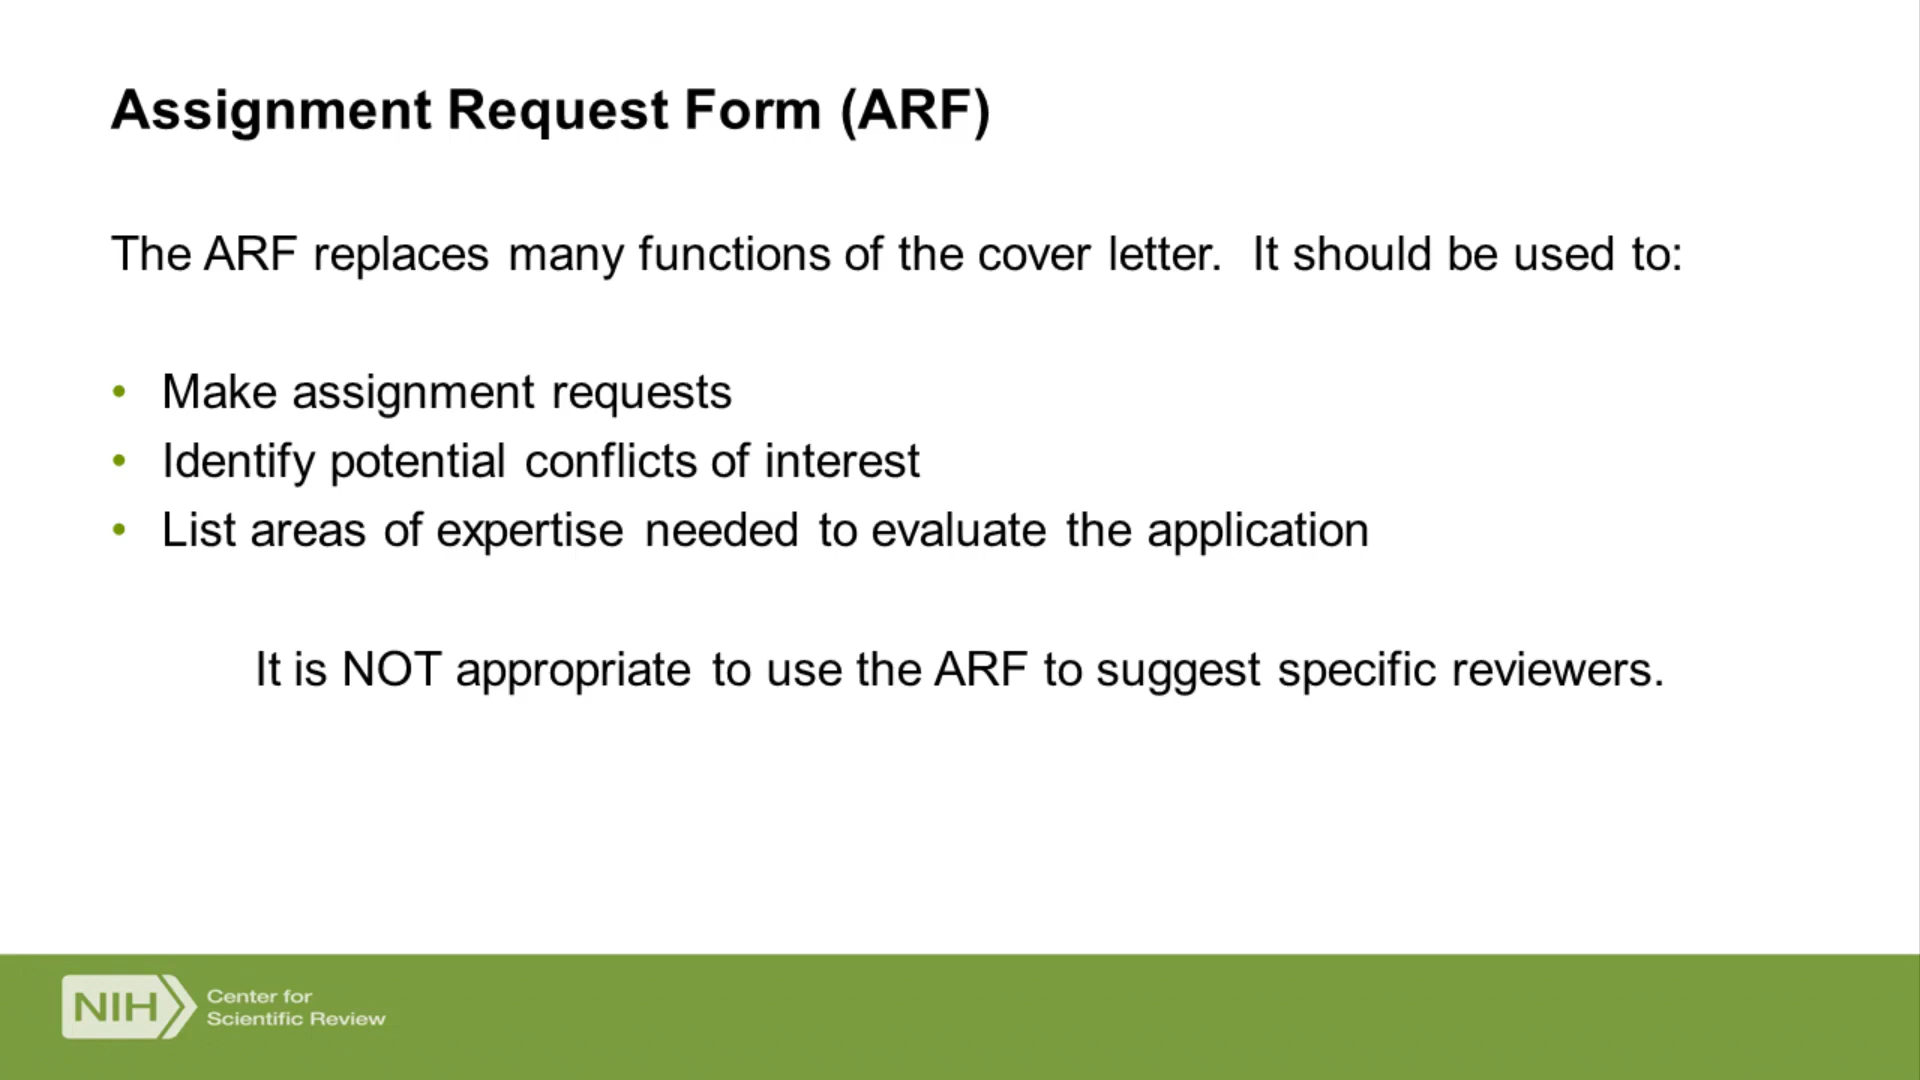 Assignment Request Form (ARF)
The ARF replaces many functions of the cover letter.  It should be used to:
• Make assignment requests
• Identify potential conflicts of interest
• List areas of expertise needed to evaluate the application
It is NOT appropriate to use the ARF to suggest specific reviewers.
NIH
Center for
Scientific Review